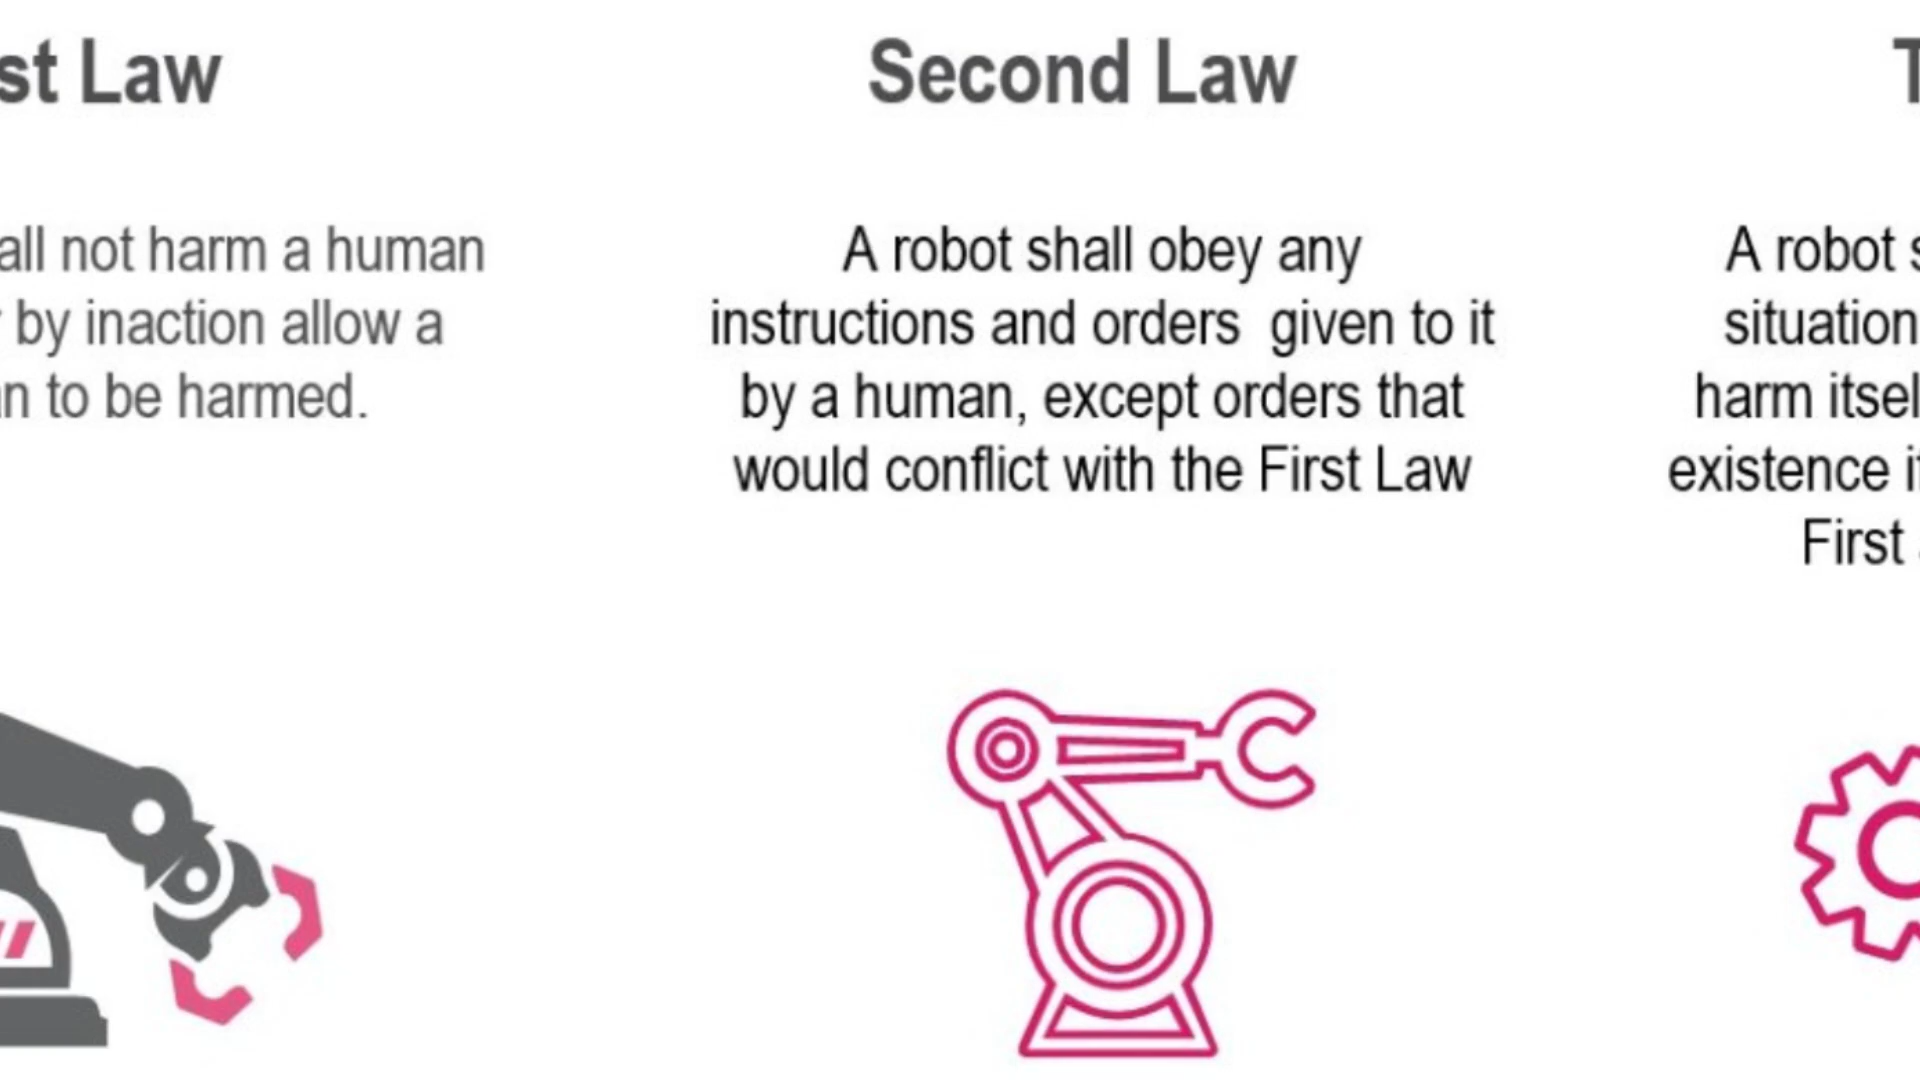 st Law
all not harm a human
by inaction allow a
n to be harmed.
Second Law
A robot shall obey any
instructions and orders  given to it
by a human, except orders that
would conflict with the First Law
T
A robot s
situation
harm itsel
existence i
First